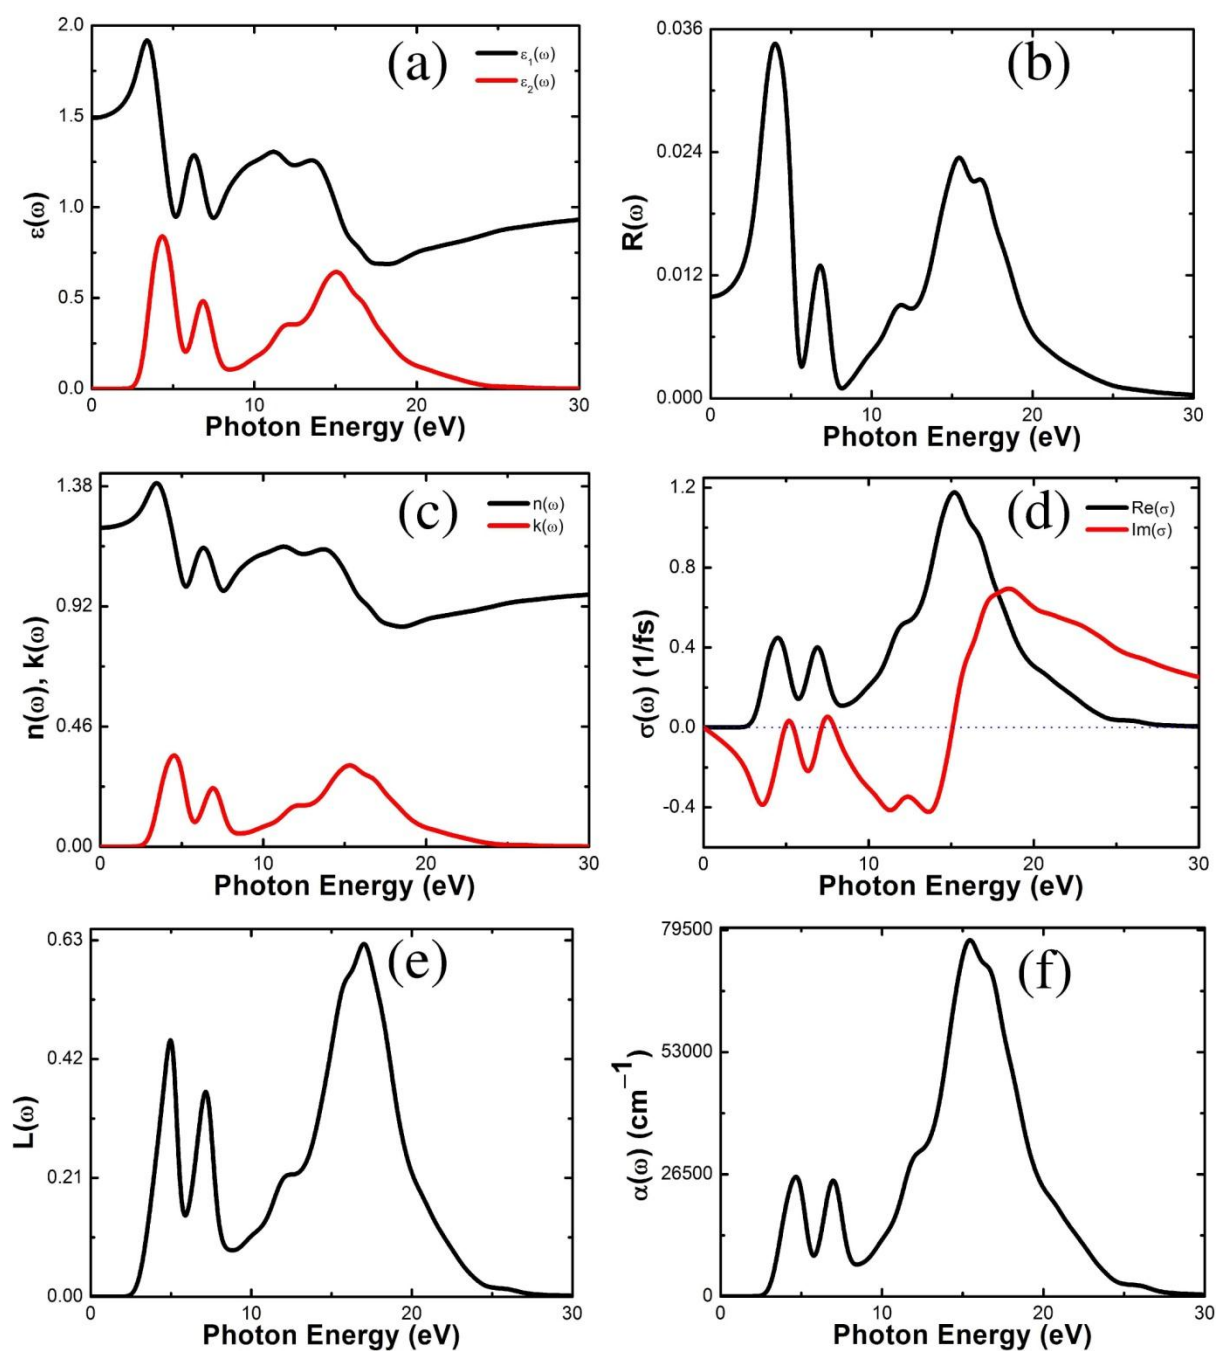 2.0
1.5
1.0
0.5
0.0
ε(ω)
(a)
ε₁(ω)
ε₂(ω)
0 10 20 30
Photon Energy (eV)
0.036
0.024
0.012
0.000
R(ω)
(b)
0 10 20 30
Photon Energy (eV)
1.38
0.92
0.46
0.00
n(ω), k(ω)
(c)
n(ω)
k(ω)
0 10 20 30
Photon Energy (eV)
1.2
0.8
0.4
0.0
-0.4
σ(ω) (1/fs)
(d)
Re(σ)
Im(σ)
0 10 20 30
Photon Energy (eV)
0.63
0.42
0.21
0.00
L(ω)
(e)
0 10 20 30
Photon Energy (eV)
79500
53000
26500
0
α(ω) (cm⁻¹)
(f)
0 10 20 30
Photon Energy (eV)